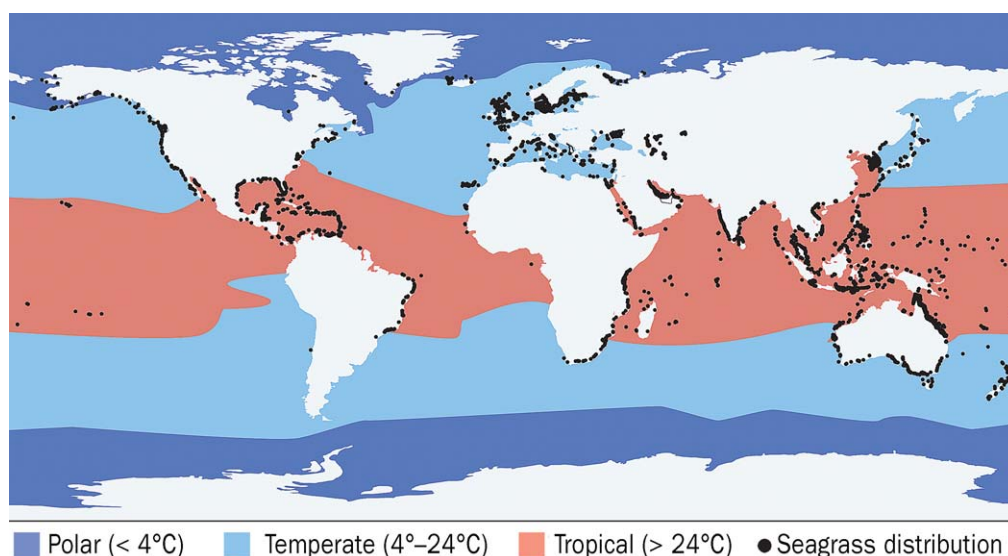 Polar (< 4°C) Temperate (4°–24°C) Tropical (> 24°C) Seagrass distribution